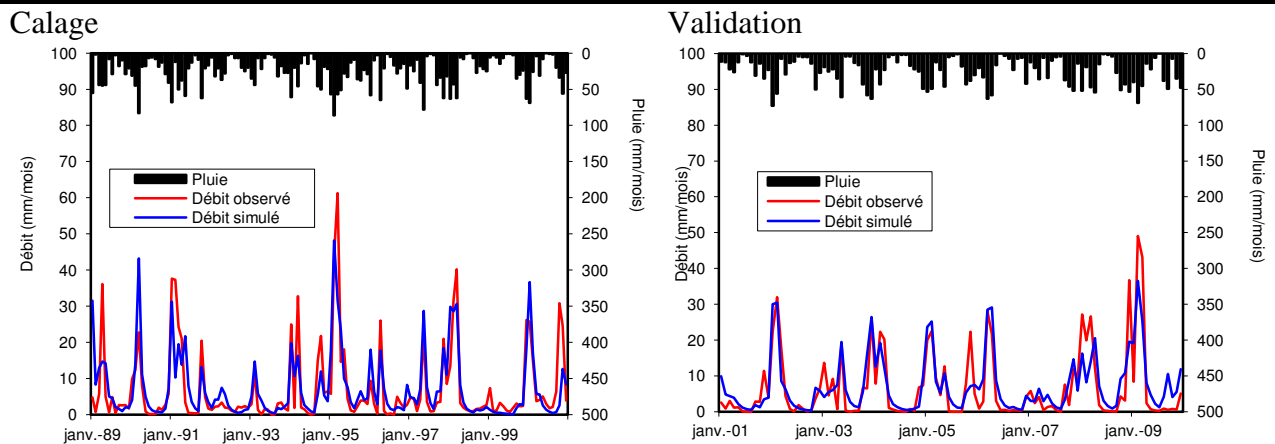 Calage
100
90
80
70
60
50
40
30
20
10
0
Débit (mm/mois)
0
50
100
150
200
250
300
350
400
450
500
Pluie (mm/mois)
Pluie
Débit observé
Débit simulé
janv.-89
janv.-91
janv.-93
janv.-95
janv.-97
janv.-99
Validation
100
90
80
70
60
50
40
30
20
10
0
Débit (mm/mois)
0
50
100
150
200
250
300
350
400
450
500
Pluie (mm/mois)
Pluie
Débit observé
Débit simulé
janv.-01
janv.-03
janv.-05
janv.-07
janv.-09